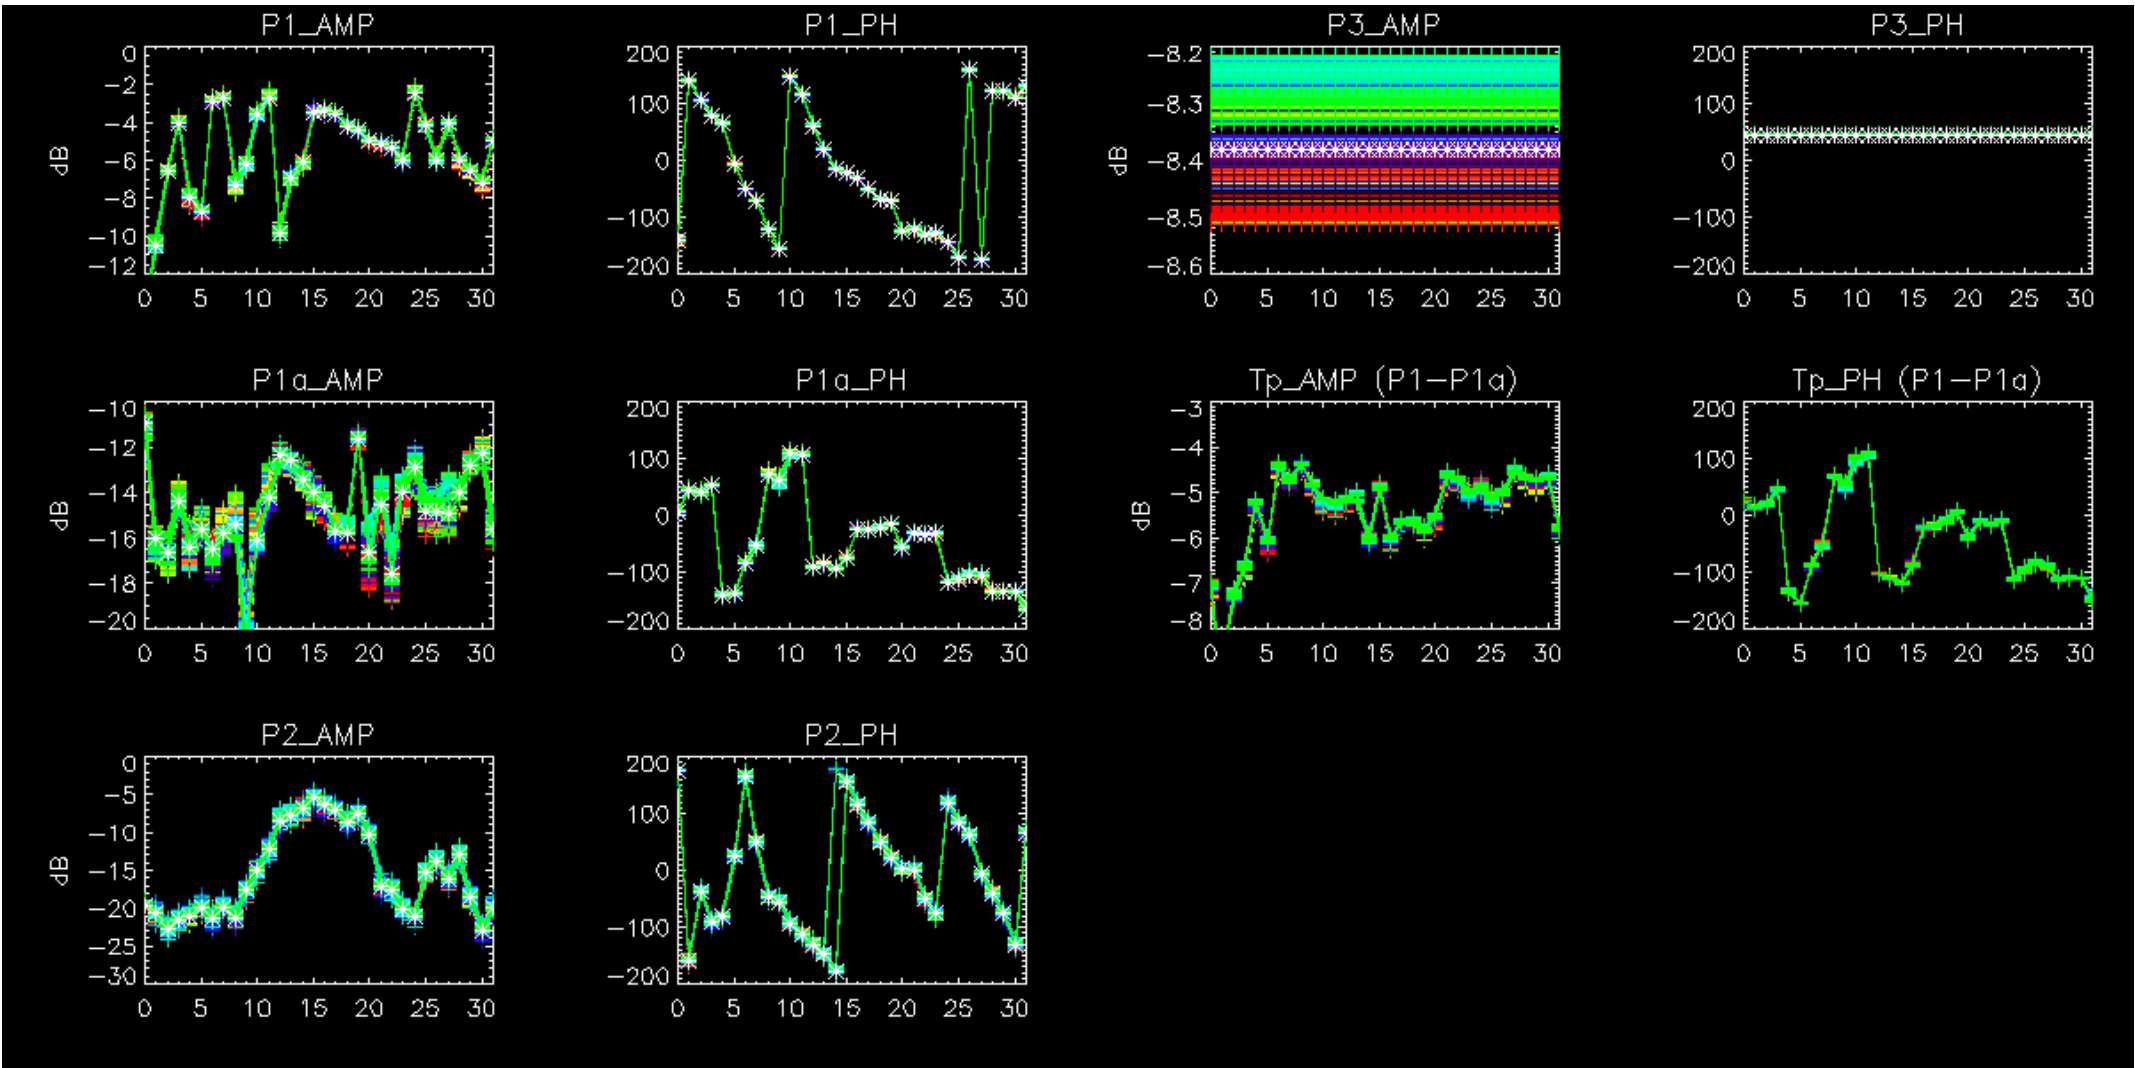 P1_AMP
0
-2
-4
-6
-8
-10
-12
dB
0 5 10 15 20 25 30
P1_PH
200
100
0
-100
-200
0 5 10 15 20 25 30
P3_AMP
-8.2
-8.3
-8.4
-8.5
-8.6
dB
0 5 10 15 20 25 30
P3_PH
200
100
0
-100
-200
0 5 10 15 20 25 30
P1a_AMP
-10
-12
-14
-16
-18
-20
dB
0 5 10 15 20 25 30
P1a_PH
200
100
0
-100
-200
0 5 10 15 20 25 30
Tp_AMP (P1-P1a)
-3
-4
-5
-6
-7
-8
dB
0 5 10 15 20 25 30
Tp_PH (P1-P1a)
200
100
0
-100
-200
0 5 10 15 20 25 30
P2_AMP
0
-5
-10
-15
-20
-25
-30
dB
0 5 10 15 20 25 30
P2_PH
200
100
0
-100
-200
0 5 10 15 20 25 30